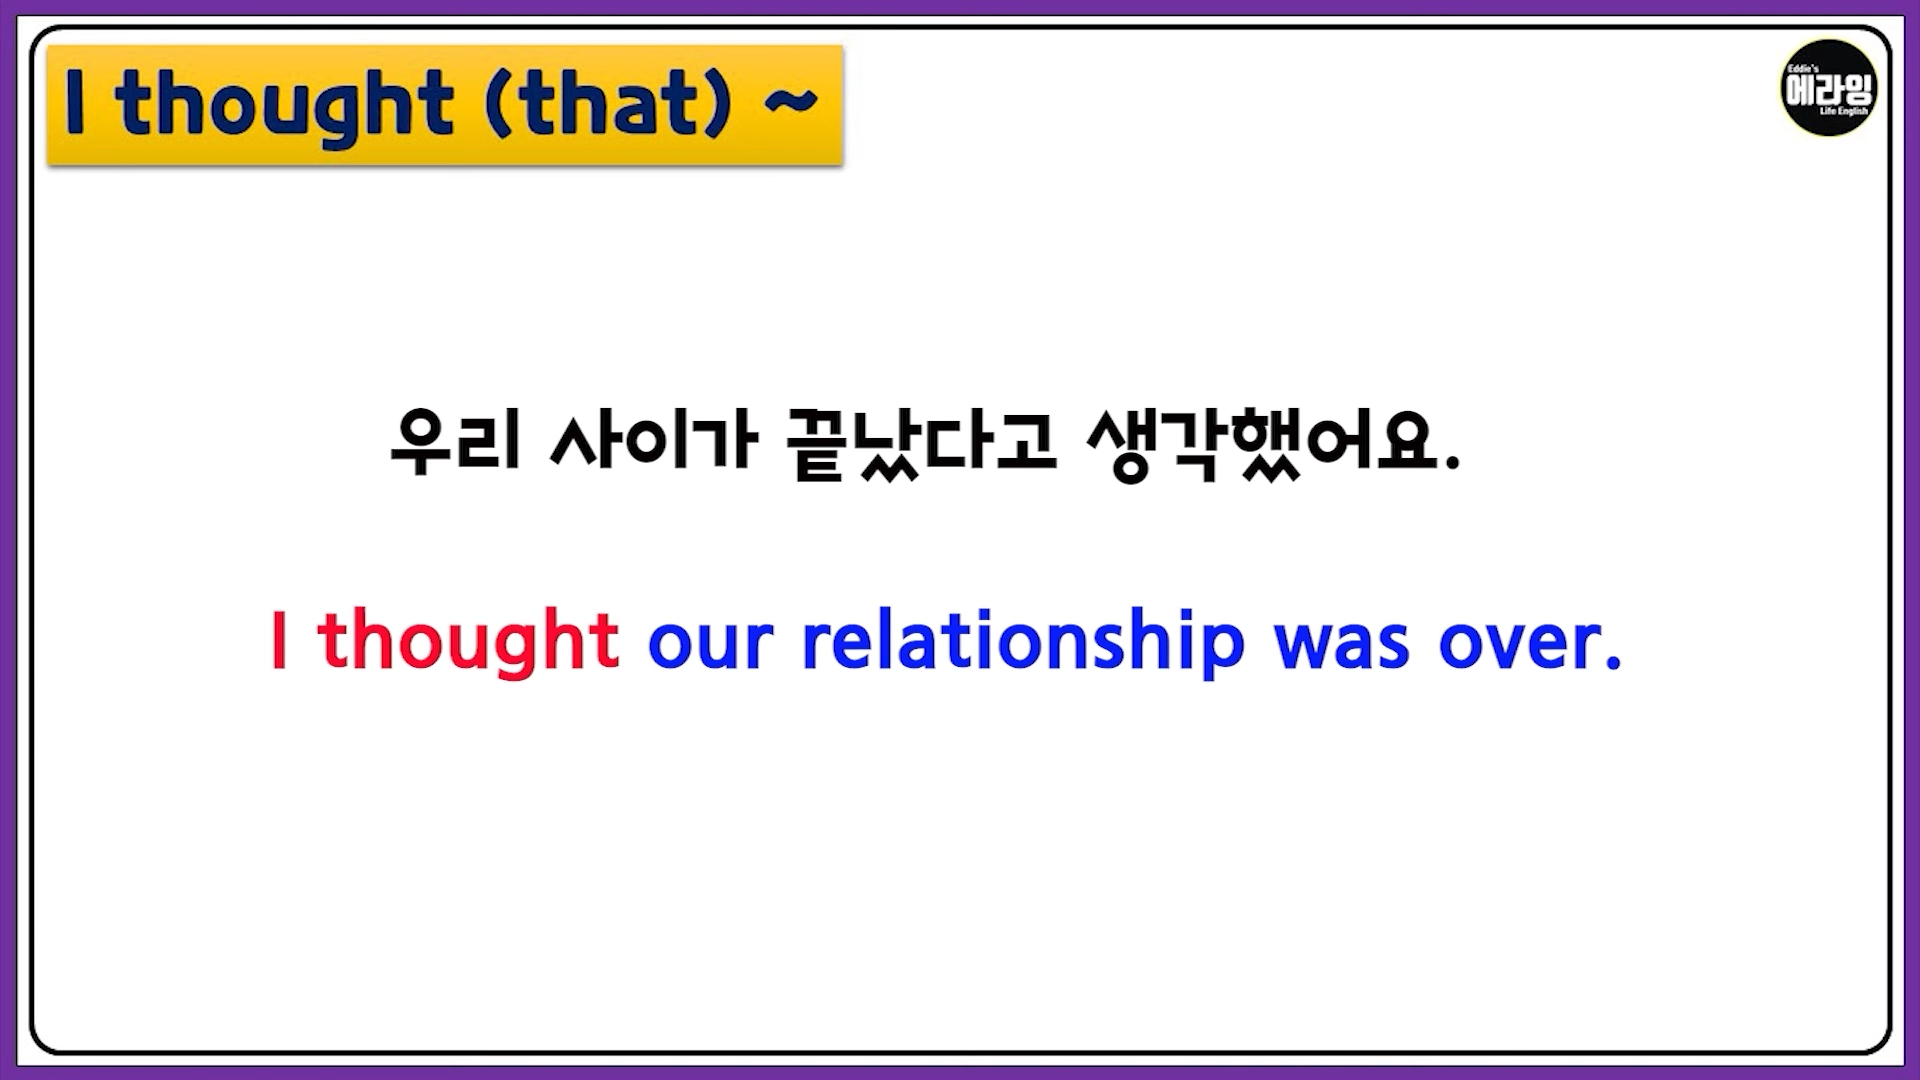 I thought (that) ~
Eddie's
에라잉
Life English
우리 사이가 끝났다고 생각했어요.
I thought our relationship was over.